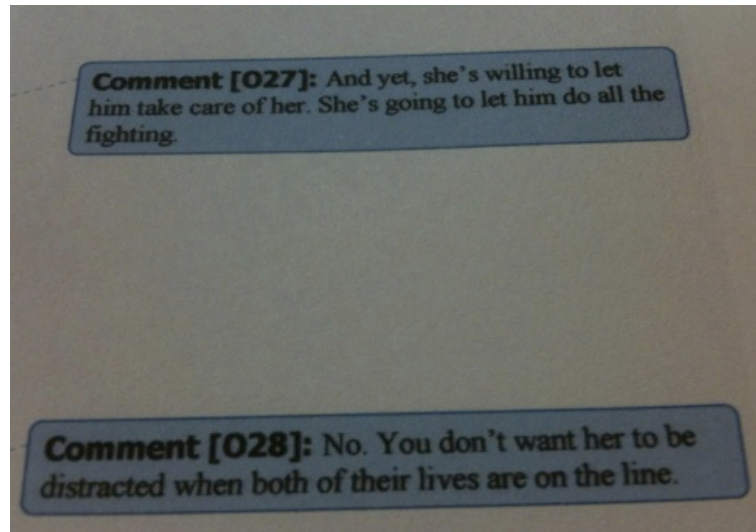 Comment [O27]: And yet, she's willing to let
him take care of her. She's going to let him do all the
fighting.
Comment [O28]: No. You don't want her to be
distracted when both of their lives are on the line.